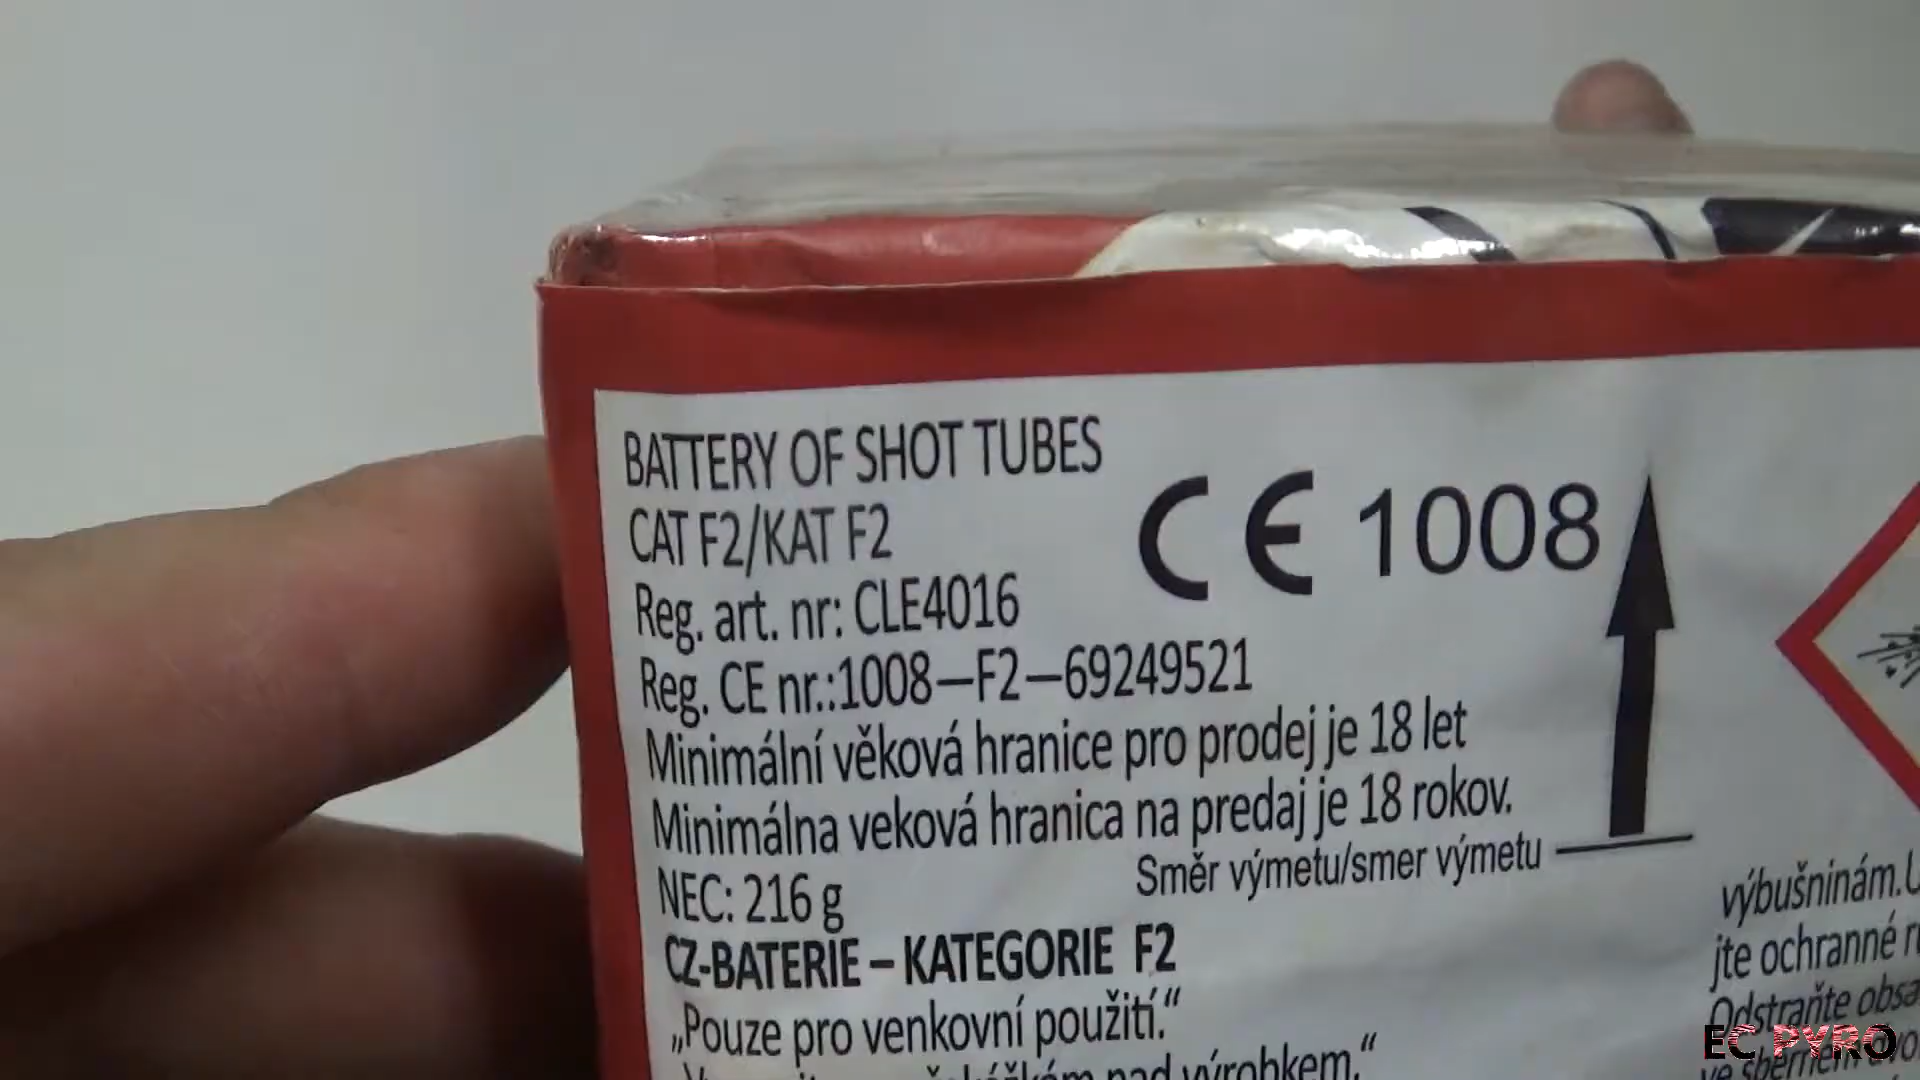 BATTERY OF SHOT TUBES
CAT F2/KAT F2
Reg. art. nr: CLE4016
CE 1008
Reg. CE nr.:1008—F2—69249521
Minimální věková hranice pro prodej je 18 let
Minimálna veková hranica na predaj je 18 rokov.
Směr výmetu/smer výmetu
NEC: 216 g
CZ-BATERIE – KATEGORIE F2
„Pouze pro venkovní použití.“
nad výrobkem.“
výbušninám.
jte ochranné
Odstraňte
EC PYRO